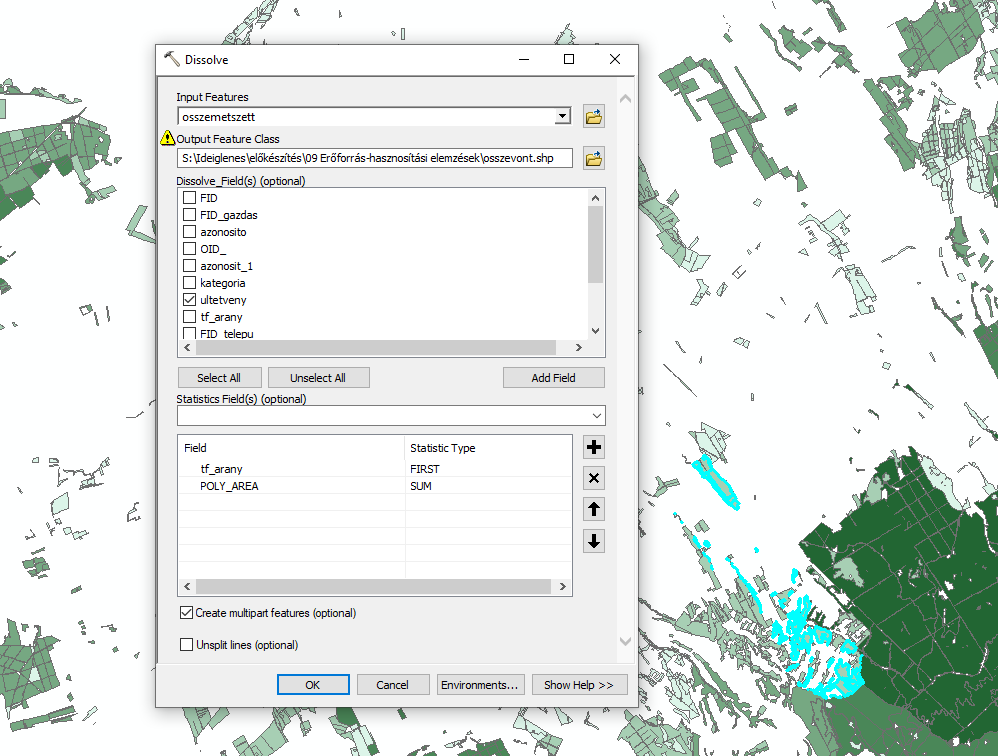 Dissolve
Input Features
osszemetszett
Output Feature Class
S:\Ideiglenes\előkészítés\09 Erőforrás-hasznosítási elemzések\osszevont.shp
Dissolve_Field(s) (optional)
FID
FID_gazdas
azonosito
OID_
azonosit_1
kategoria
ultetveny
tf_arany
FID_telepu
Select All Unselect All Add Field
Statistics Field(s) (optional)
Field Statistic Type
tf_arany FIRST
POLY_AREA SUM
Create multipart features (optional)
Unsplit lines (optional)
OK Cancel Environments... Show Help >>